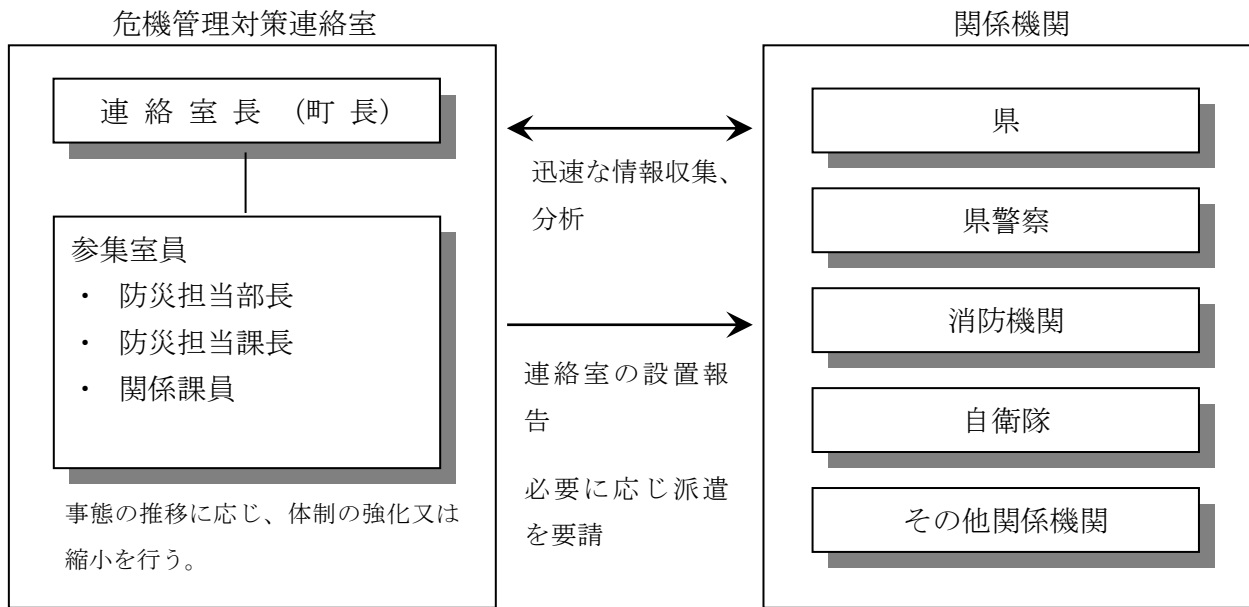 危機管理対策連絡室
連 絡 室 長 （町 長）
参集室員
・ 防災担当部長
・ 防災担当課長
・ 関係課員
事態の推移に応じ、体制の強化又は
縮小を行う。
迅速な情報収集、
分析
連絡室の設置報
告
必要に応じ派遣
を要請
関係機関
県
県警察
消防機関
自衛隊
その他関係機関